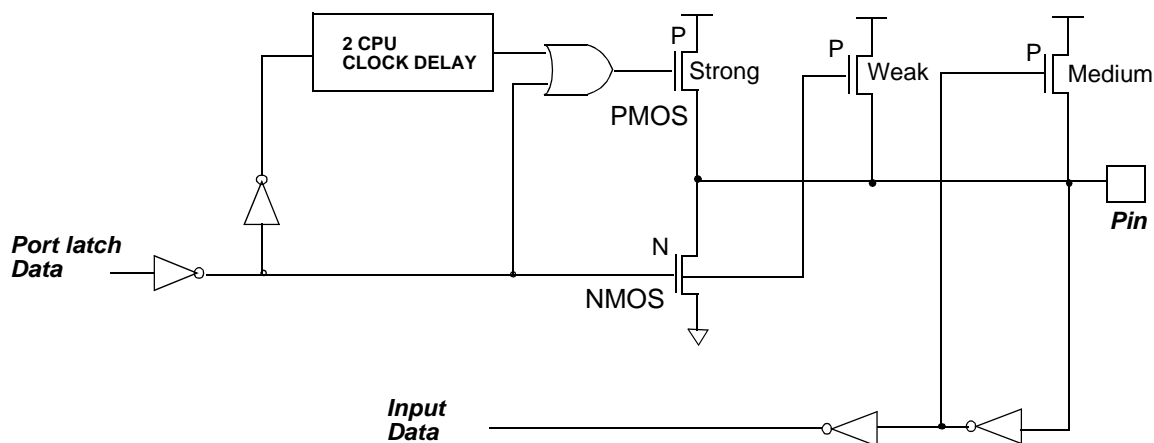 2 CPU
CLOCK DELAY
P
Strong
PMOS
P
Weak
P
Medium
Pin
Port latch
Data
N
NMOS
Input
Data